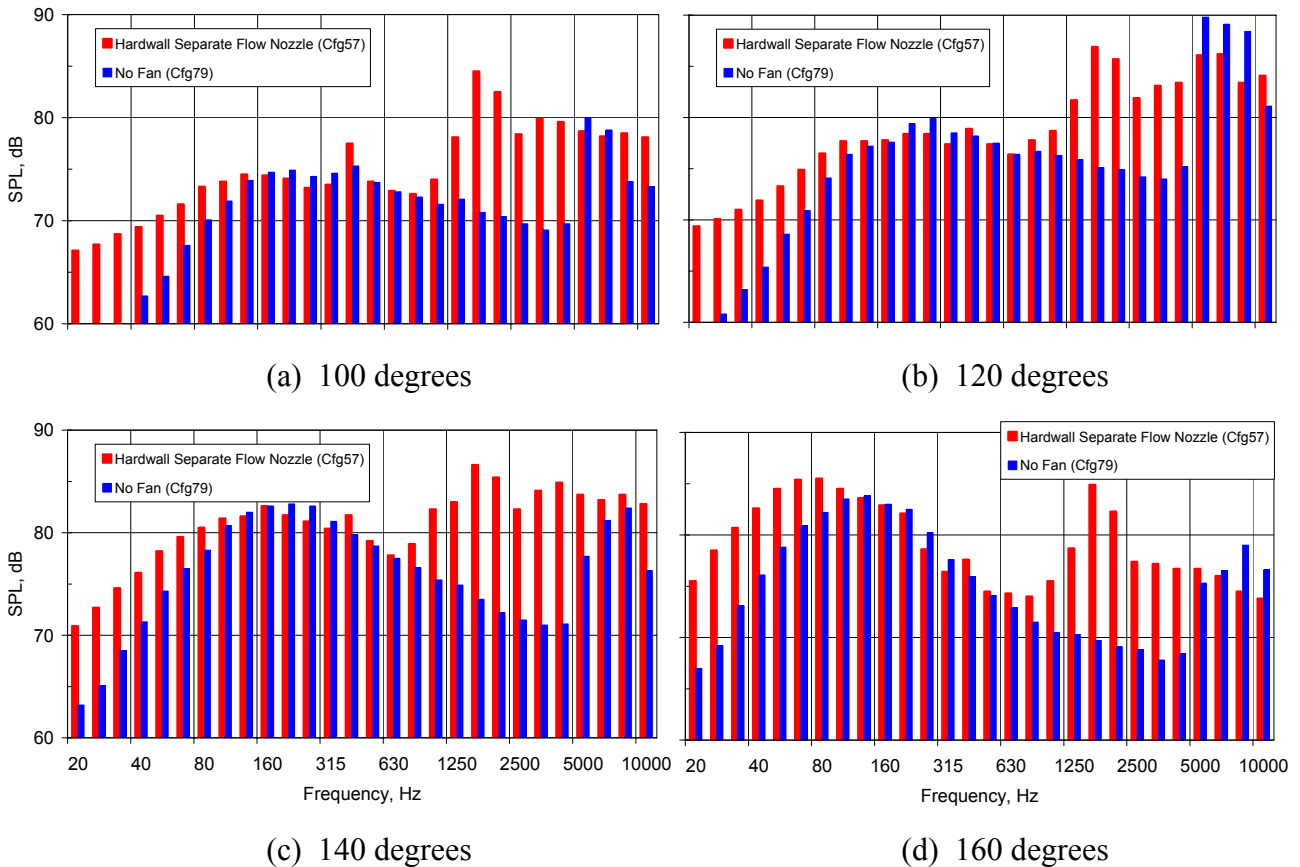 90
80
70
60
SPL, dB
Hardwall Separate Flow Nozzle (Cfg57)
No Fan (Cfg79)
(a) 100 degrees
Hardwall Separate Flow Nozzle (Cfg57)
No Fan (Cfg79)
(b) 120 degrees
90
80
70
60
SPL, dB
Hardwall Separate Flow Nozzle (Cfg57)
No Fan (Cfg79)
20 40 80 160 315 630 1250 2500 5000 10000
Frequency, Hz
(c) 140 degrees
Hardwall Separate Flow Nozzle (Cfg57)
No Fan (Cfg79)
20 40 80 160 315 630 1250 2500 5000 10000
Frequency, Hz
(d) 160 degrees